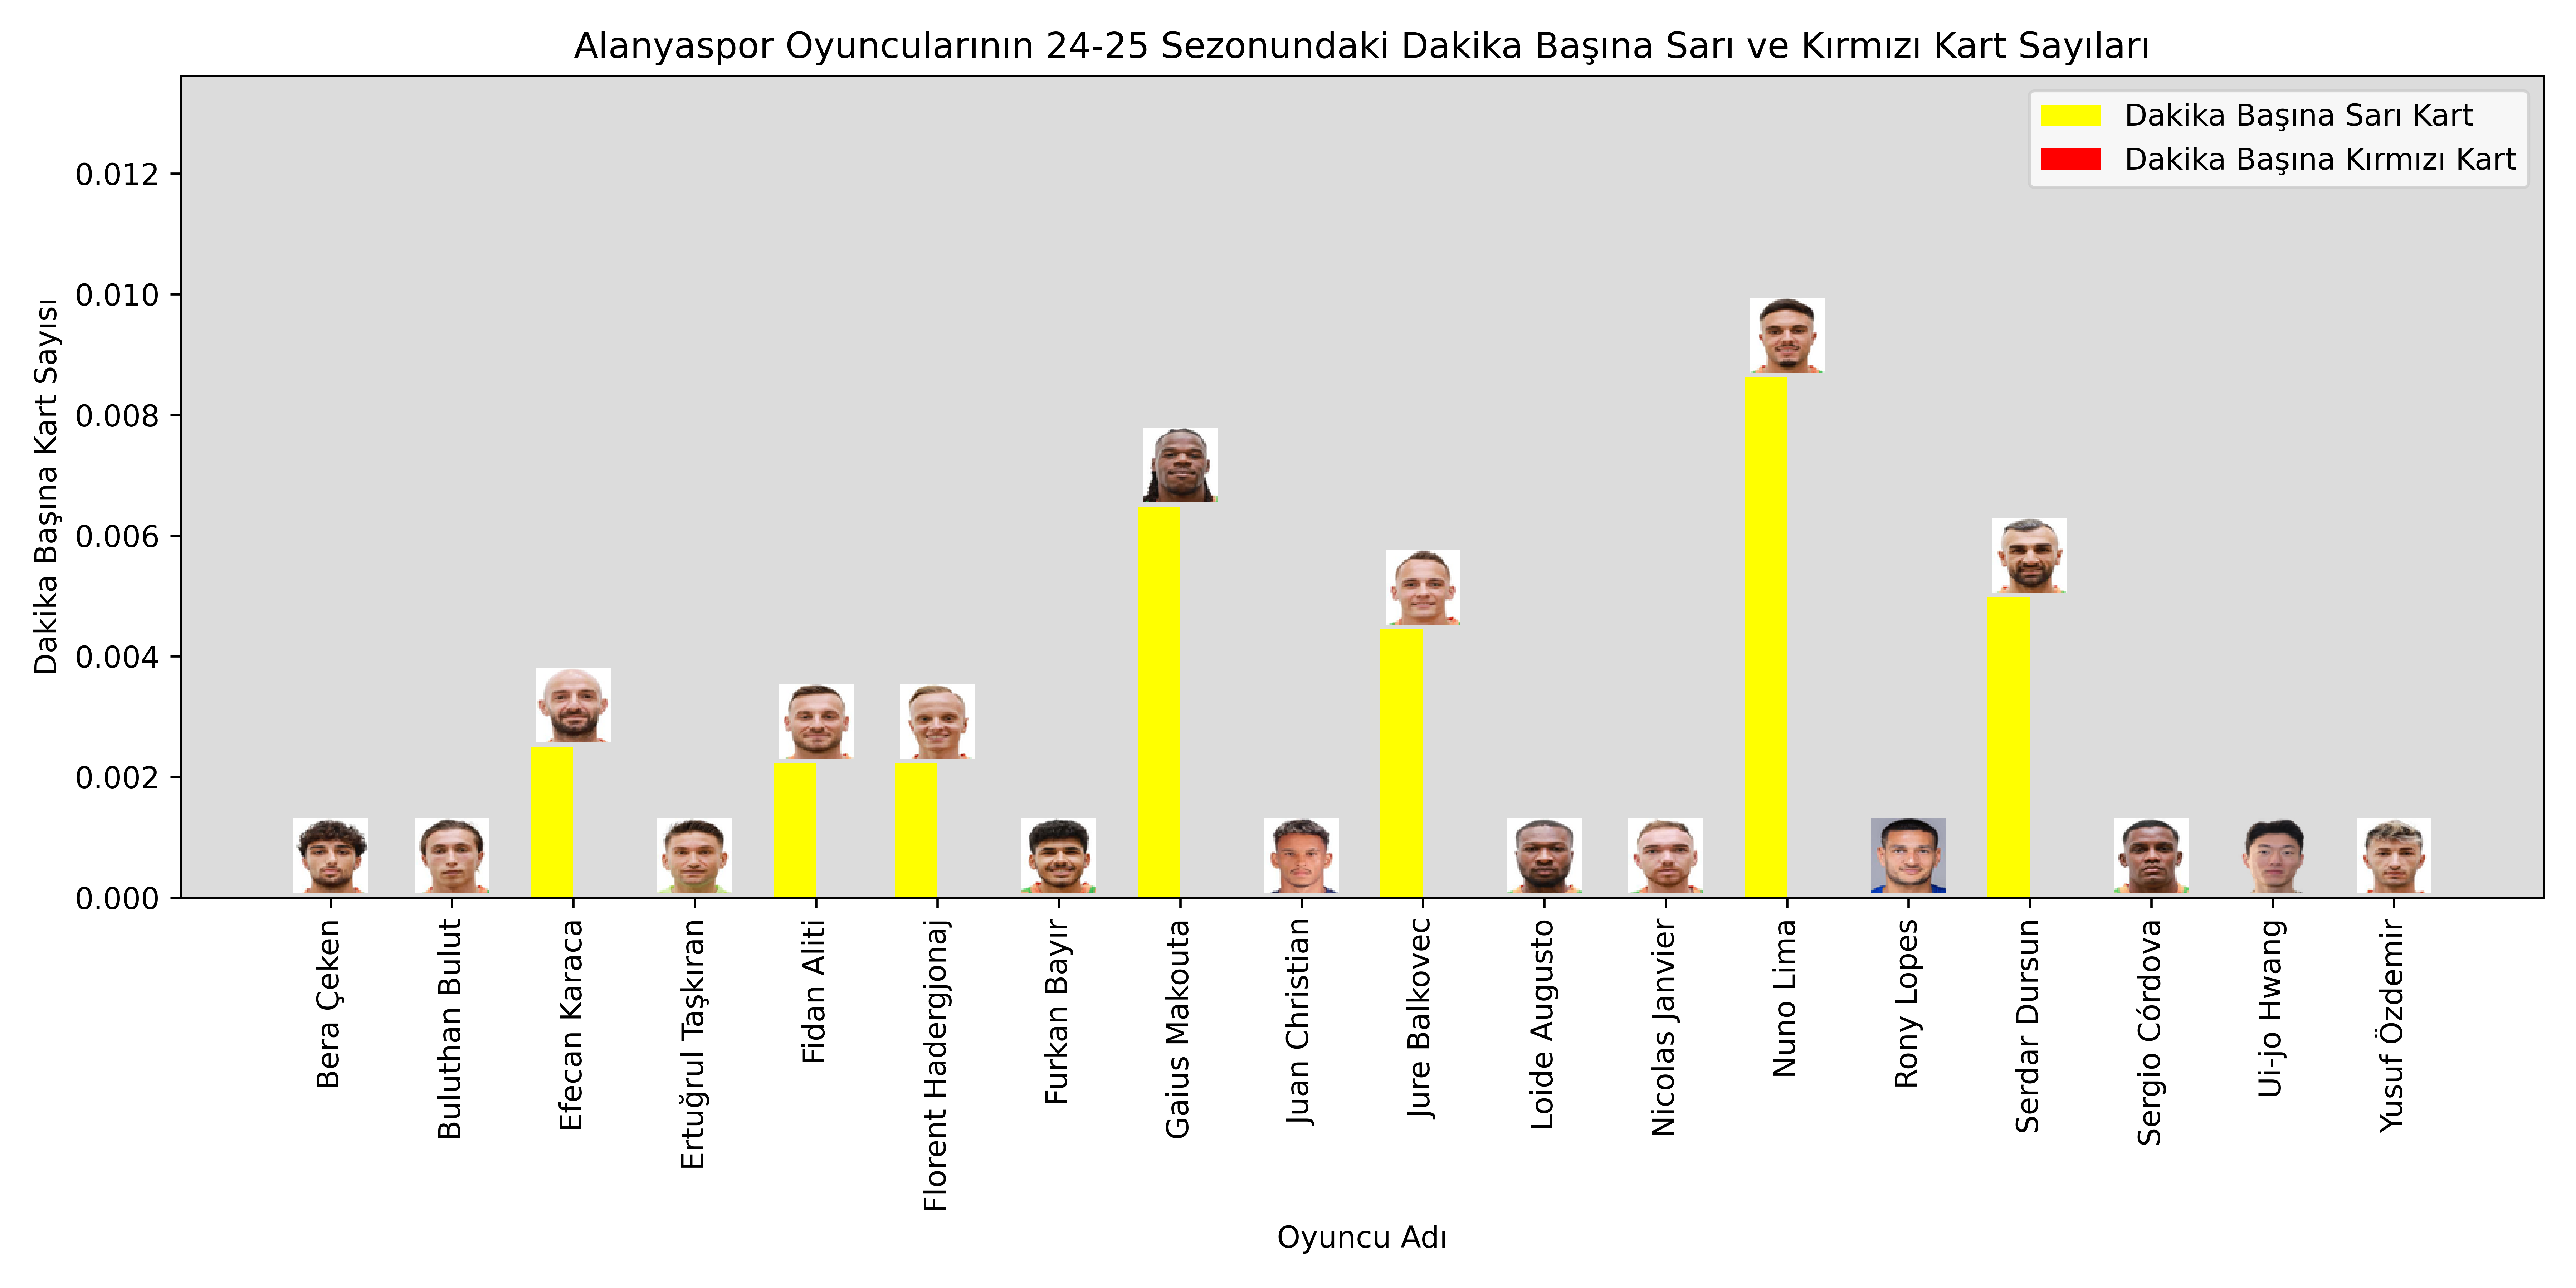 Alanyaspor Oyuncularının 24-25 Sezonundaki Dakika Başına Sarı ve Kırmızı Kart Sayıları
Dakika Başına Sarı Kart
Dakika Başına Kırmızı Kart
Dakika Başına Kart Sayısı
0.012
0.010
0.008
0.006
0.004
0.002
0.000
Bera Çeken
Buluthan Bulut
Efecan Karaca
Ertuğrul Taşkıran
Fidan Aliti
Florent Hadergjonaj
Furkan Bayır
Gaius Makouta
Juan Christian
Jure Balkovec
Loide Augusto
Nicolas Janvier
Nuno Lima
Rony Lopes
Serdar Dursun
Sergio Córdova
Ui-jo Hwang
Yusuf Özdemir
Oyuncu Adı